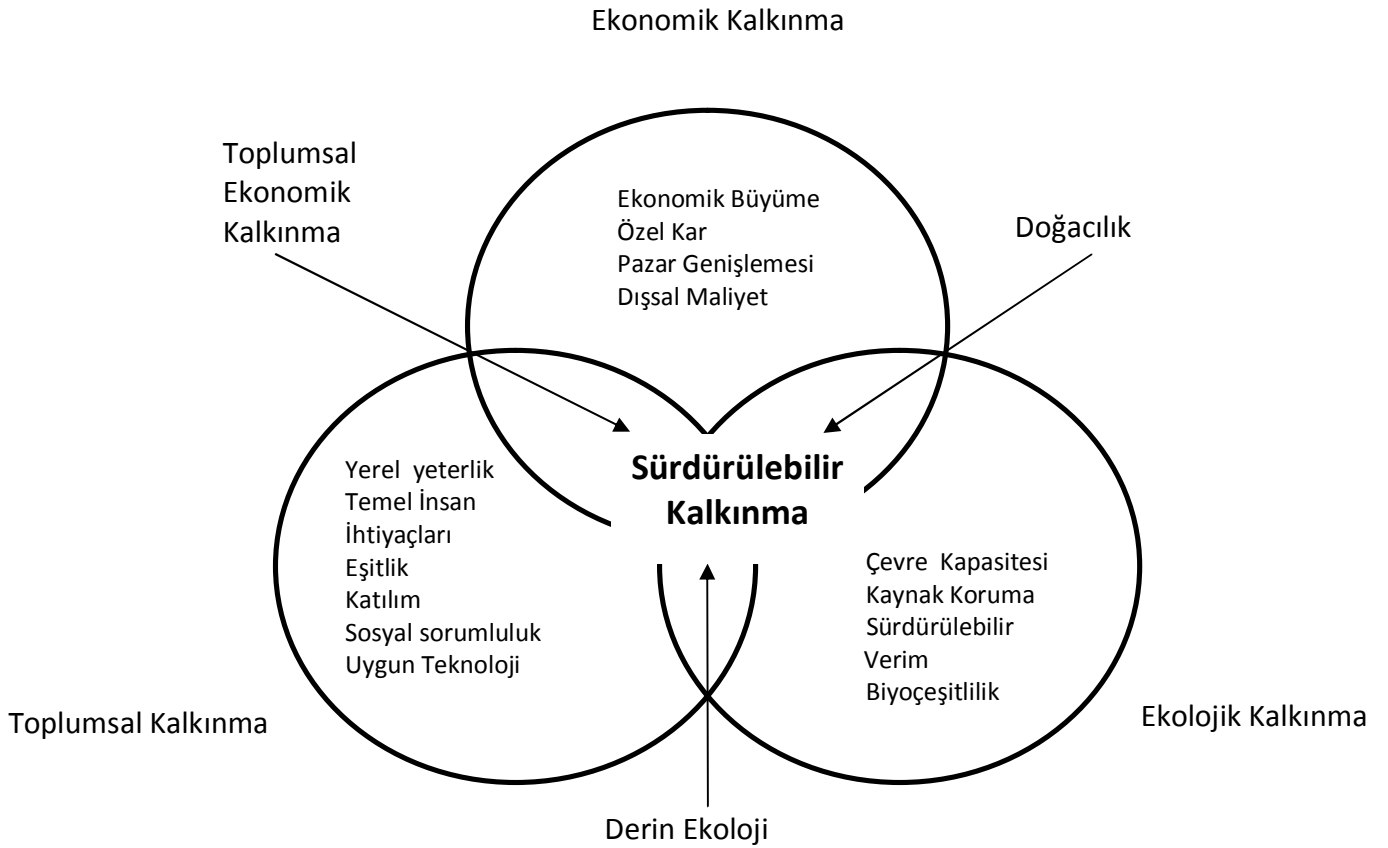 Ekonomik Kalkınma
Toplumsal
Ekonomik
Kalkınma
Ekonomik Büyüme
Özel Kar
Pazar Genişlemesi
Dışsal Maliyet
Doğacılık
Sürdürülebilir
Kalkınma
Yerel yeterlik
Temel İnsan
İhtiyaçları
Eşitlik
Katılım
Sosyal sorumluluk
Uygun Teknoloji
Çevre Kapasitesi
Kaynak Koruma
Sürdürülebilir
Verim
Biyoçeşitlilik
Toplumsal Kalkınma
Ekolojik Kalkınma
Derin Ekoloji